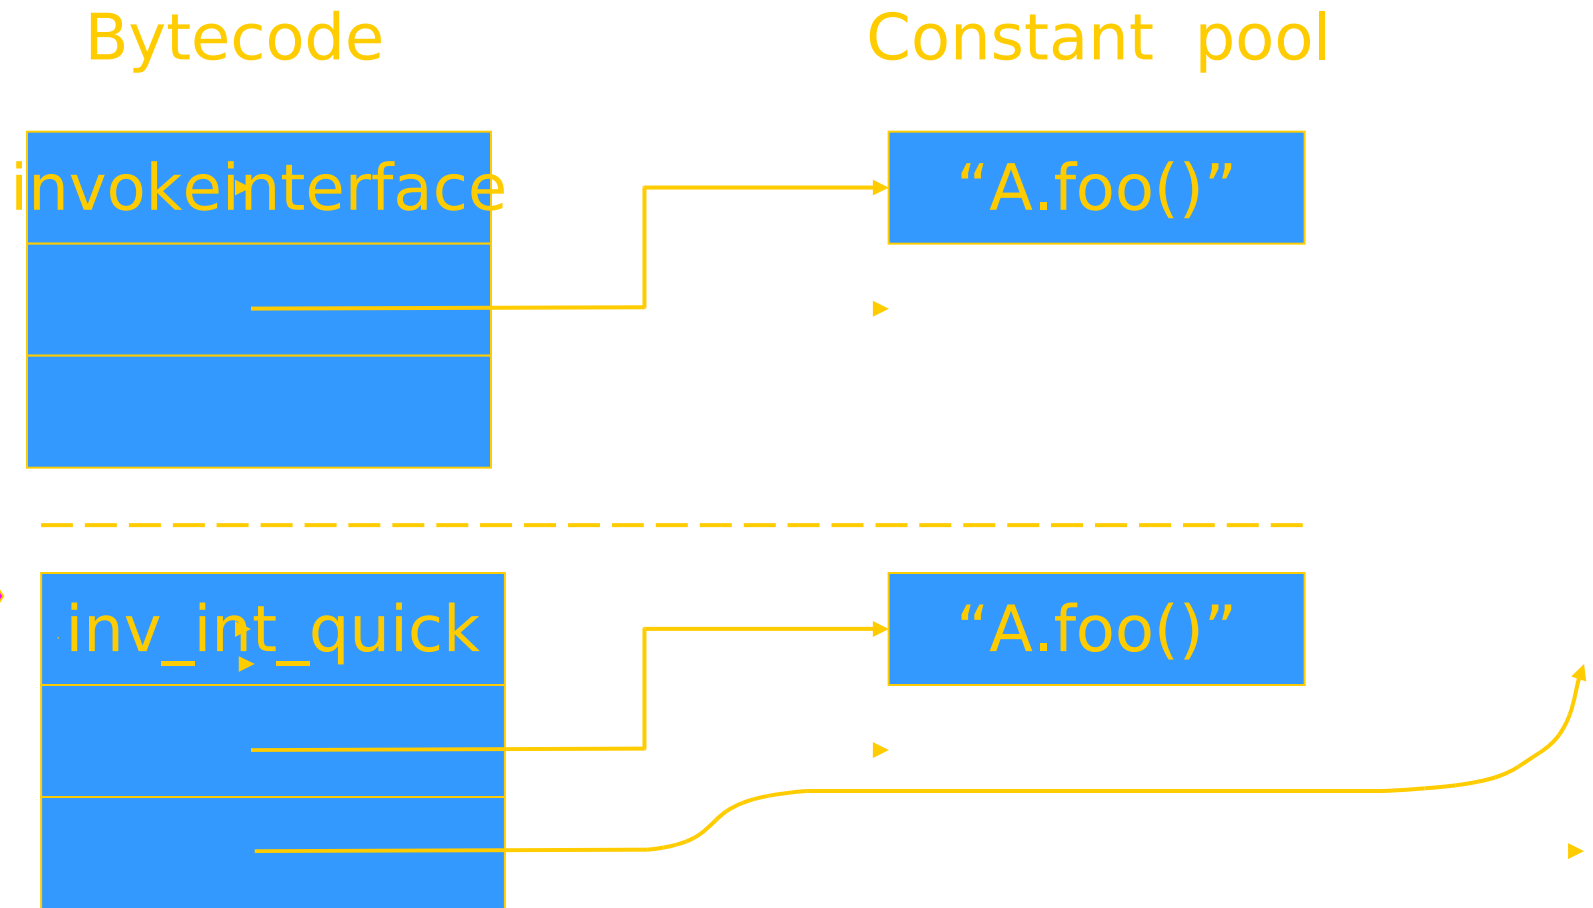 Bytecode
Constant pool
invokeinterface
“A.foo()”
inv_int_quick
“A.foo()”